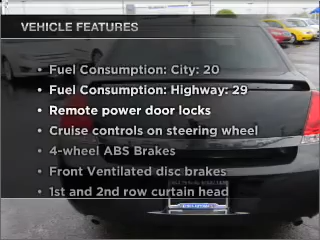 VEHICLE FEATURES
• Fuel Consumption: City: 20
• Fuel Consumption: Highway: 29
• Remote power door locks
• Cruise controls on steering wheel
• 4-wheel ABS Brakes
• Front Ventilated disc brakes
• 1st and 2nd row curtain head